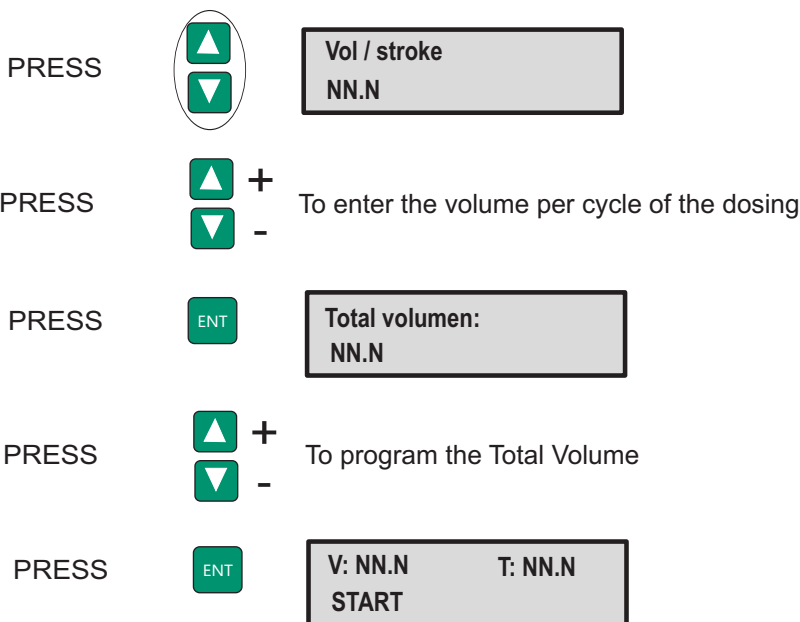 PRESS
Vol / stroke
NN.N
PRESS
+
-
To enter the volume per cycle of the dosing
PRESS
ENT
Total volumen:
NN.N
PRESS
+
-
To program the Total Volume
PRESS
ENT
V: NN.N T: NN.N
START